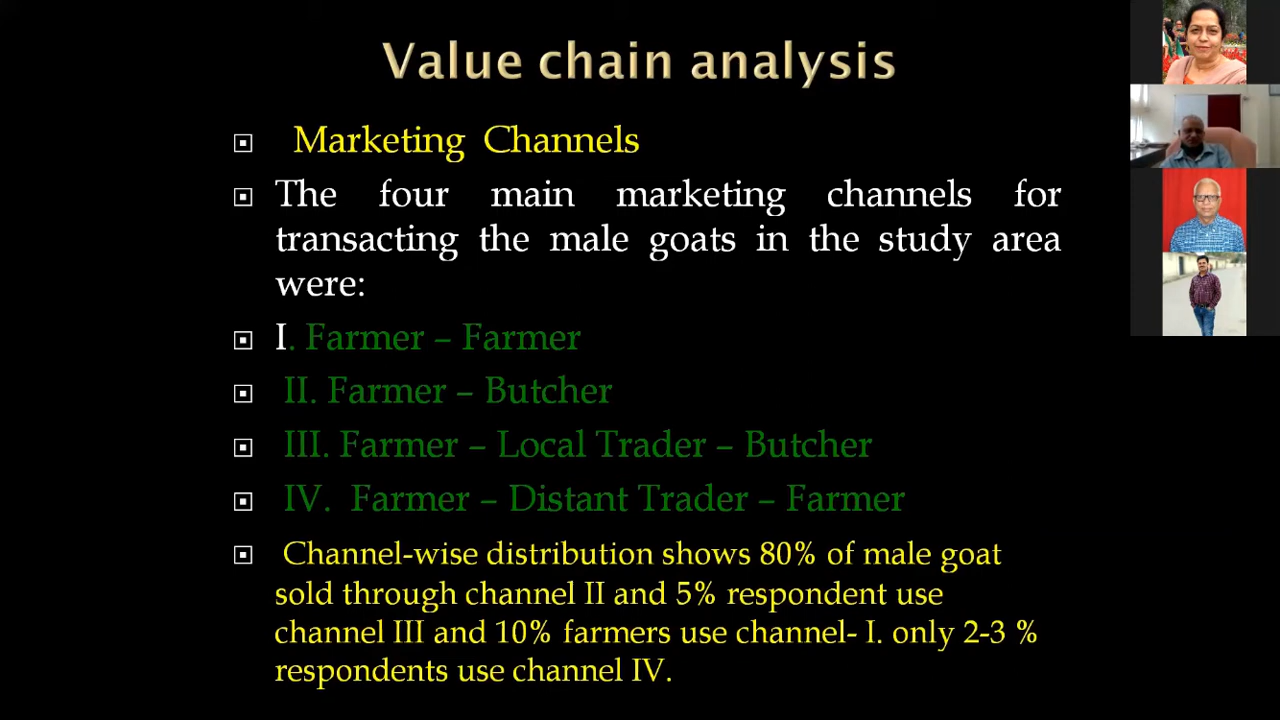 Value chain analysis
Marketing Channels
The four main marketing channels for
transacting the male goats in the study area
were:
I. Farmer – Farmer
II. Farmer – Butcher
III. Farmer – Local Trader – Butcher
IV. Farmer – Distant Trader – Farmer
Channel-wise distribution shows 80% of male goat
sold through channel II and 5% respondent use
channel III and 10% farmers use channel- I. only 2-3 %
respondents use channel IV.